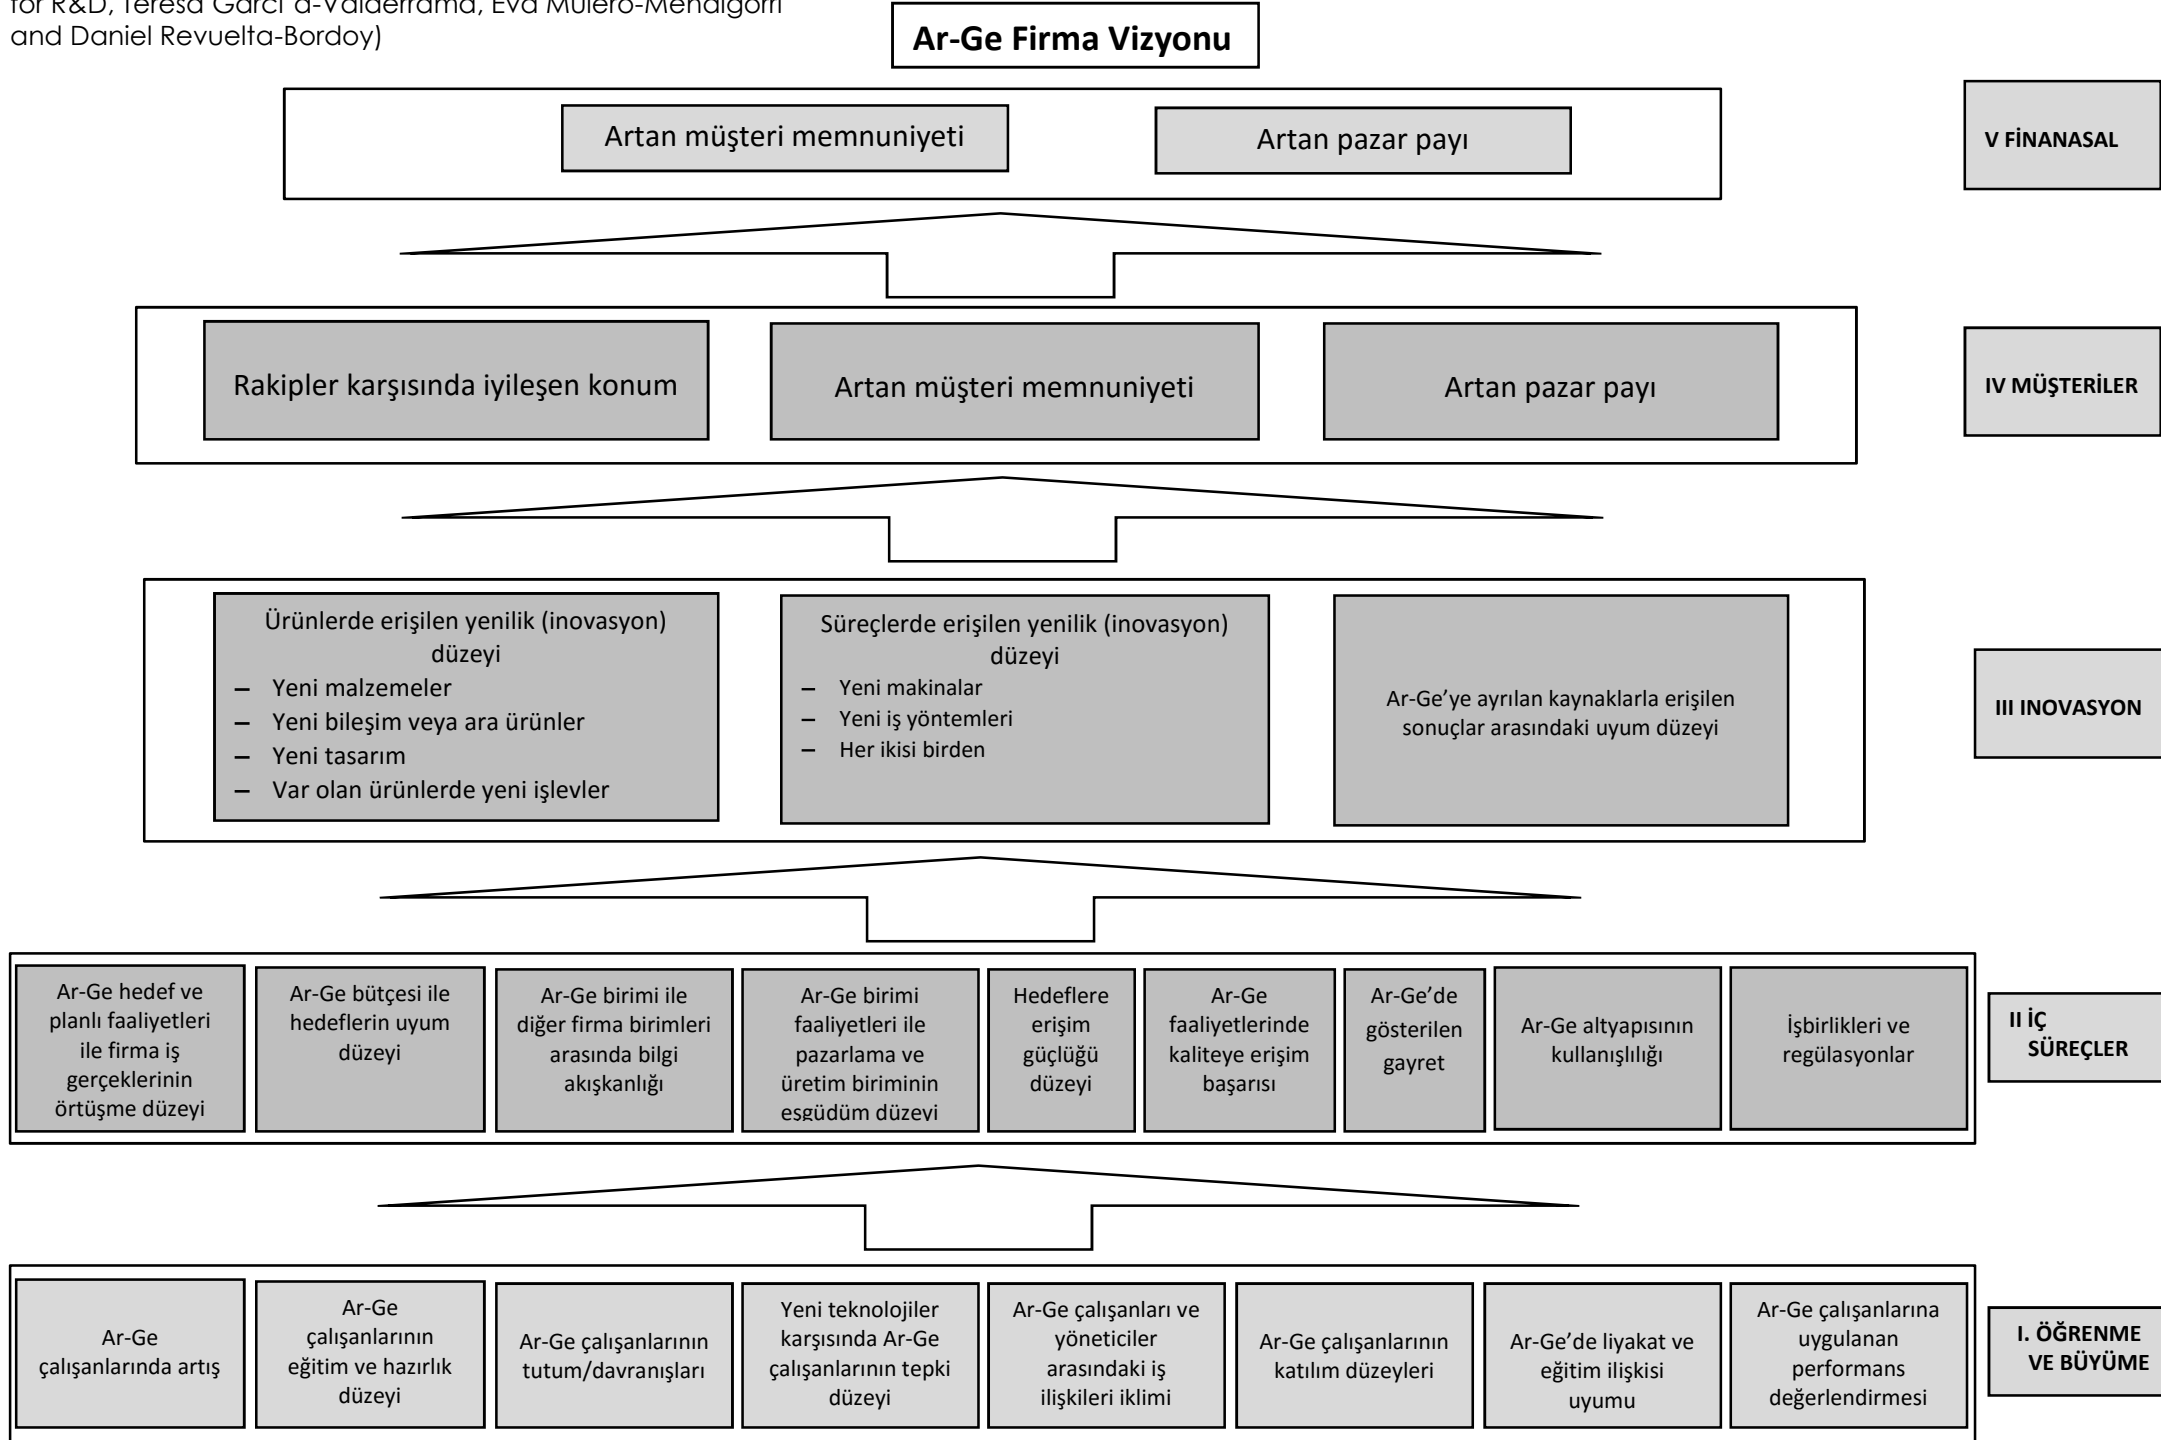 for R&D, Teresa Garcı´a-Valderrama, Eva Mulero-Mendigorri
and Daniel Revuelta-Bordoy)
Ar-Ge Firma Vizyonu
Artan müşteri memnuniyeti
Artan pazar payı
V FİNANASAL
Rakipler karşısında iyileşen konum
Artan müşteri memnuniyeti
Artan pazar payı
IV MÜŞTERİLER
Ürünlerde erişilen yenilik (inovasyon)
düzeyi
– Yeni malzemeler
– Yeni bileşim veya ara ürünler
– Yeni tasarım
– Var olan ürünlerde yeni işlevler
Süreçlerde erişilen yenilik (inovasyon)
düzeyi
– Yeni makinalar
– Yeni iş yöntemleri
– Her ikisi birden
Ar-Ge’ye ayrılan kaynaklarla erişilen
sonuçlar arasındaki uyum düzeyi
III INOVASYON
Ar-Ge hedef ve
planlı faaliyetleri
ile firma iş
gerçeklerinin
örtüşme düzeyi
Ar-Ge bütçesi ile
hedeflerin uyum
düzeyi
Ar-Ge birimi ile
diğer firma birimleri
arasında bilgi
akışkanlığı
Ar-Ge birimi
faaliyetleri ile
pazarlama ve
üretim biriminin
eşgüdüm düzeyi
Hedeflere
erişim
güçlüğü
düzeyi
Ar-Ge
faaliyetlerinde
kaliteye erişim
başarısı
Ar-Ge’de
gösterilen
gayret
Ar-Ge altyapısının
kullanışlılığı
İşbirlikleri ve
regülasyonlar
II İÇ
SÜREÇLER
Ar-Ge
çalışanlarında artış
Ar-Ge
çalışanlarının
eğitim ve hazırlık
düzeyi
Ar-Ge çalışanlarının
tutum/davranışları
Yeni teknolojiler
karşısında Ar-Ge
çalışanlarının tepki
düzeyi
Ar-Ge çalışanları ve
yöneticiler
arasındaki iş
ilişkileri iklimi
Ar-Ge çalışanlarının
katılım düzeyleri
Ar-Ge’de liyakat ve
eğitim ilişkisi
uyumu
Ar-Ge çalışanlarına
uygulanan
performans
değerlendirmesi
I. ÖĞRENME
VE BÜYÜME